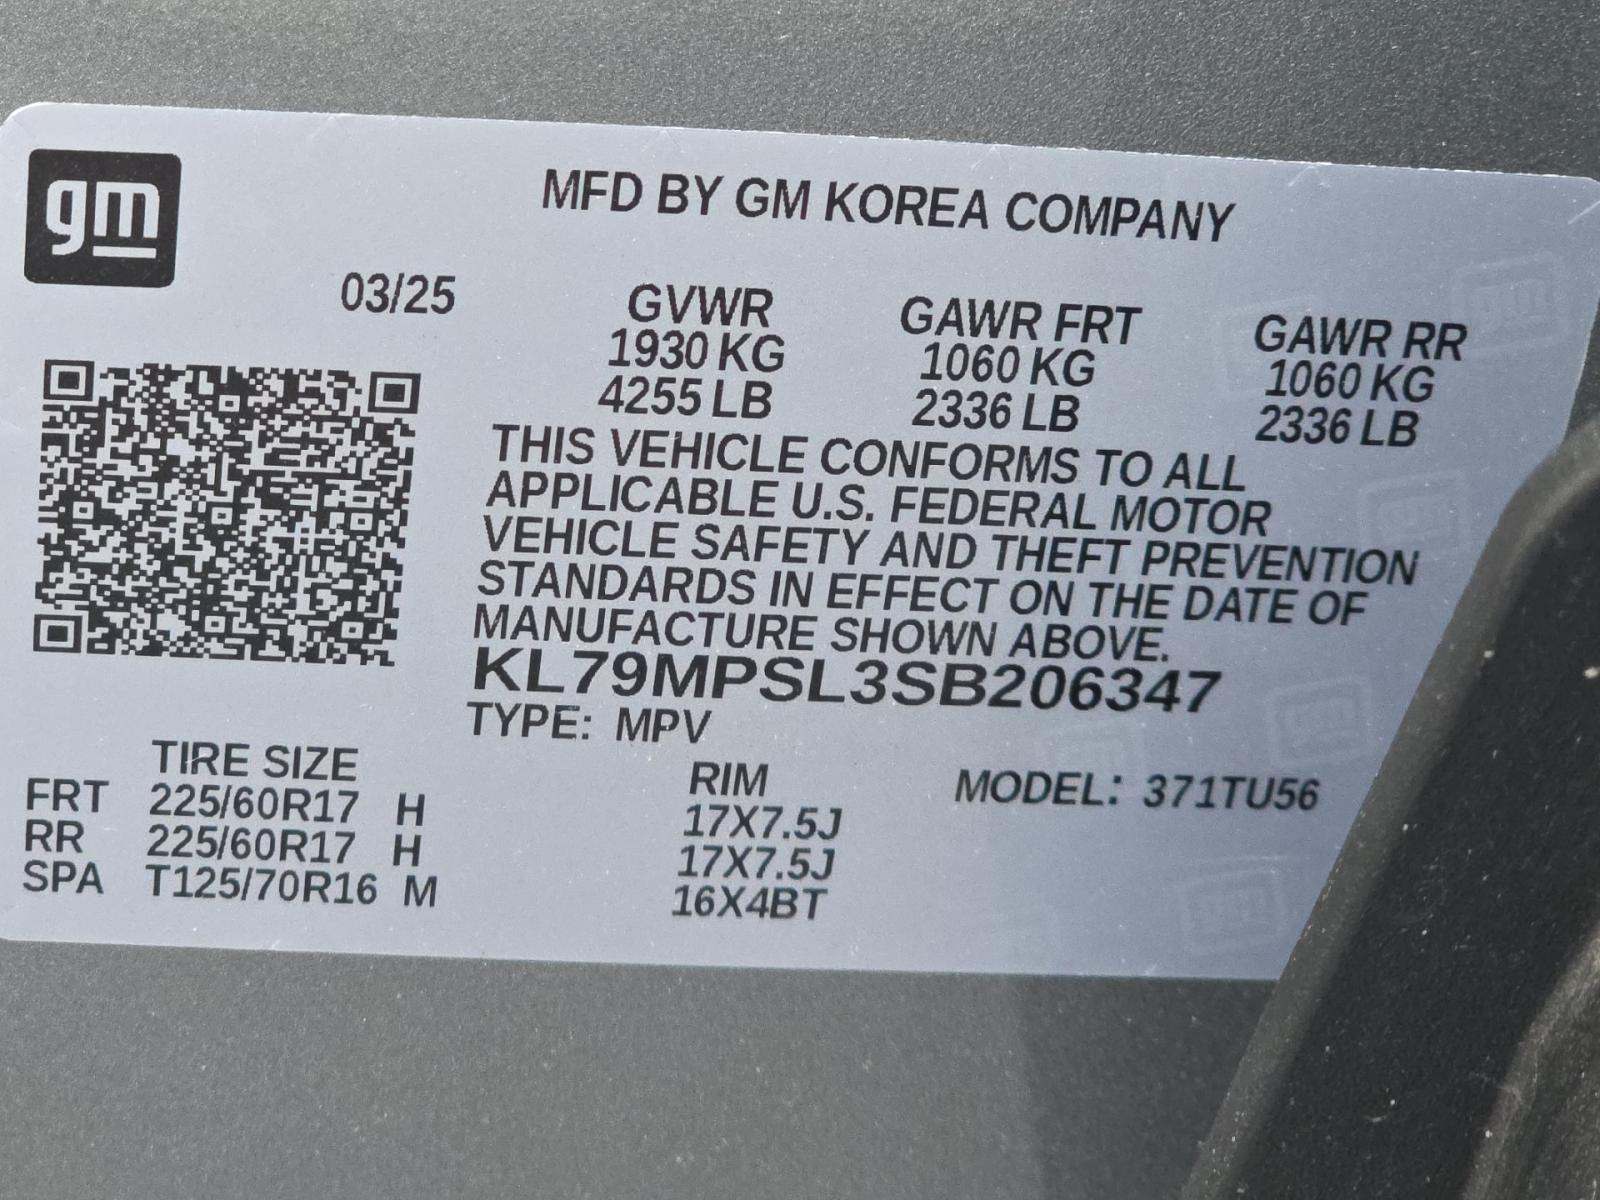 gm
MFD BY GM KOREA COMPANY
03/25
GVWR GAWR FRT GAWR RR
1930 KG 1060 KG 1060 KG
4255 LB 2336 LB 2336 LB
THIS VEHICLE CONFORMS TO ALL
APPLICABLE U.S. FEDERAL MOTOR
VEHICLE SAFETY AND THEFT PREVENTION
STANDARDS IN EFFECT ON THE DATE OF
MANUFACTURE SHOWN ABOVE.
KL79MPSL3SB206347
TYPE: MPV
TIRE SIZE RIM MODEL: 371TU56
FRT 225/60R17 H 17X7.5J
RR 225/60R17 H 17X7.5J
SPA T125/70R16 M 16X4BT